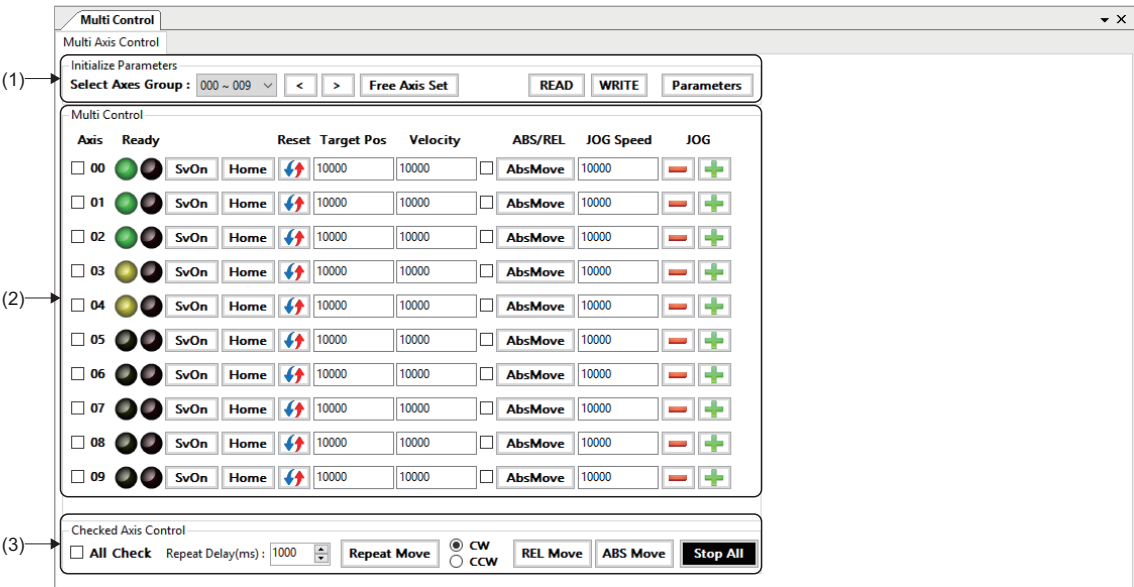 Multi Control
Multi Axis Control
(1)
Initialize Parameters
Select Axes Group : 000 ~ 009 < > Free Axis Set READ WRITE Parameters
(2)
Multi Control
Axis Ready Reset Target Pos Velocity ABS/REL JOG Speed JOG
00 SvOn Home 10000 10000 AbsMove 10000
01 SvOn Home 10000 10000 AbsMove 10000
02 SvOn Home 10000 10000 AbsMove 10000
03 SvOn Home 10000 10000 AbsMove 10000
04 SvOn Home 10000 10000 AbsMove 10000
05 SvOn Home 10000 10000 AbsMove 10000
06 SvOn Home 10000 10000 AbsMove 10000
07 SvOn Home 10000 10000 AbsMove 10000
08 SvOn Home 10000 10000 AbsMove 10000
09 SvOn Home 10000 10000 AbsMove 10000
(3)
Checked Axis Control
All Check Repeat Delay(ms) : 1000 Repeat Move CW REL Move ABS Move Stop All
CCW